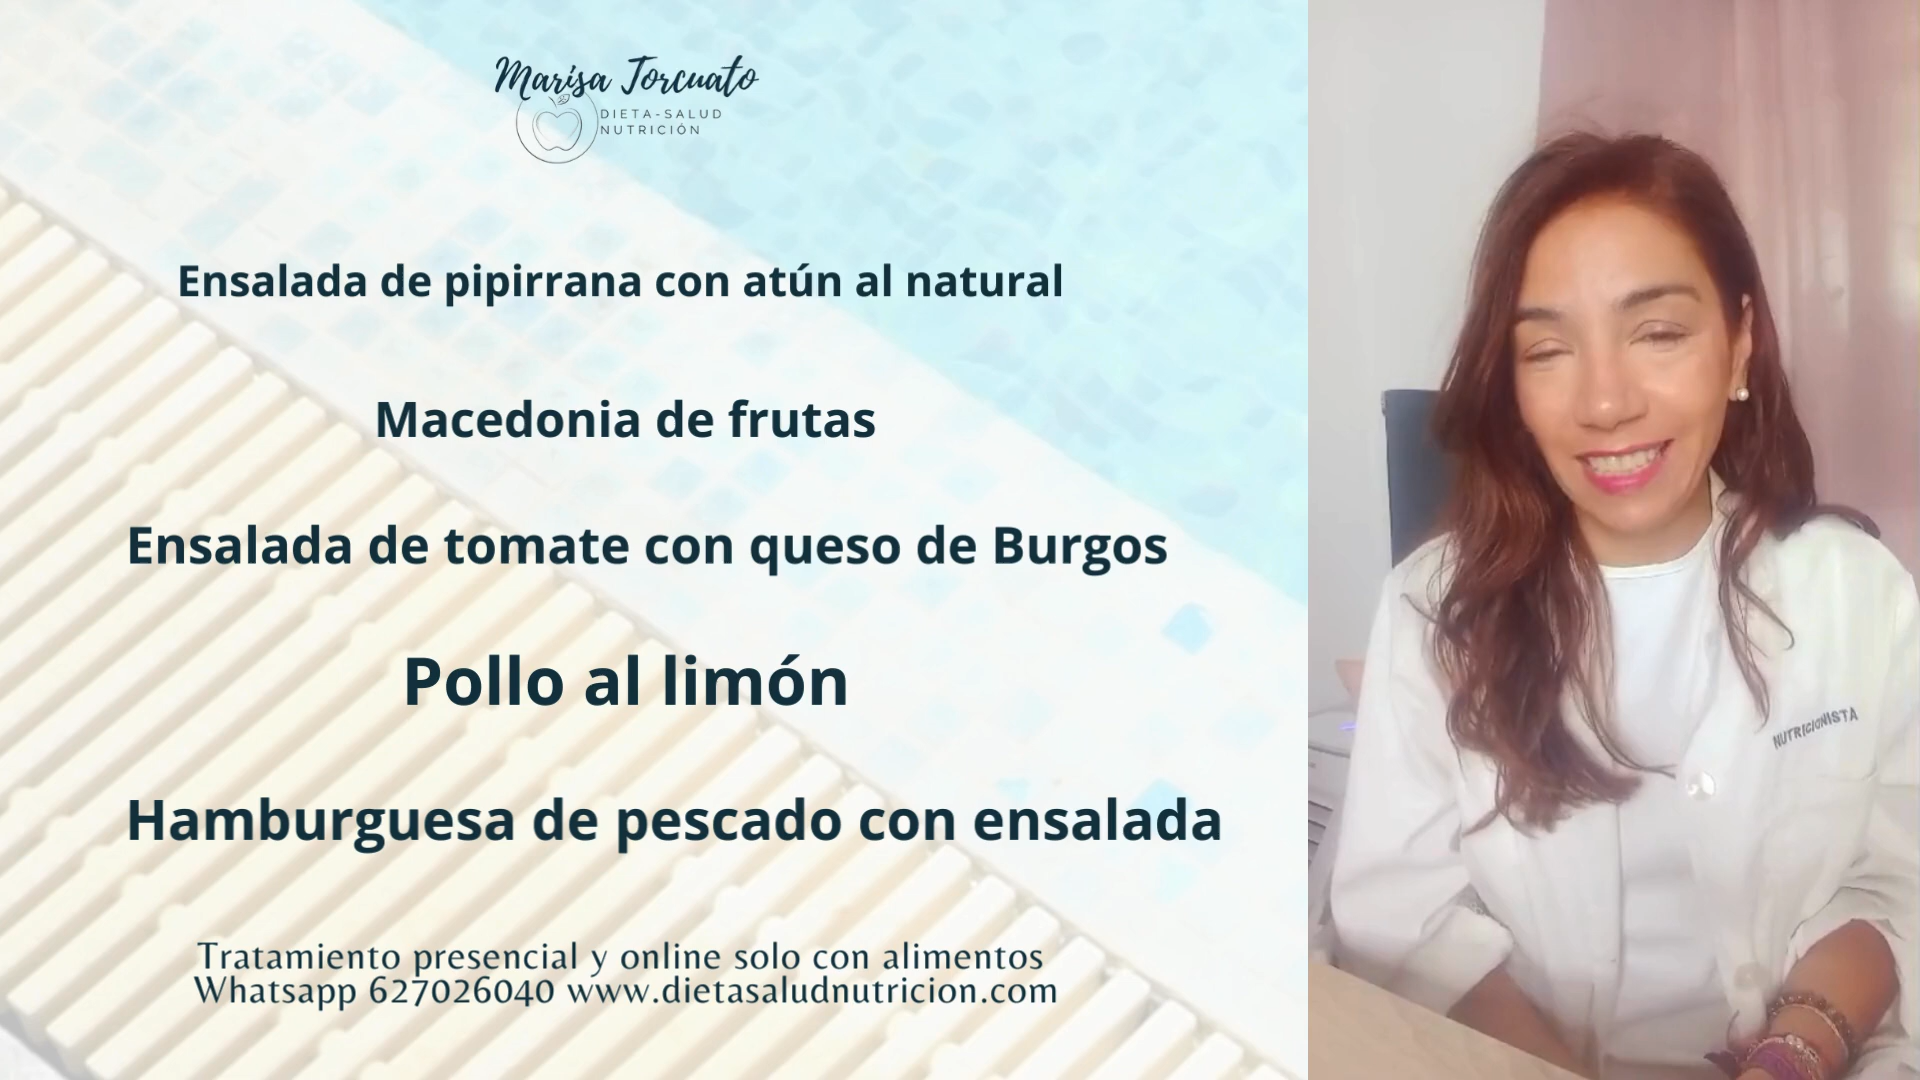 Marisa Torcuato
DIETA-SALUD
NUTRICIÓN
Ensalada de pipirrana con atún al natural
Macedonia de frutas
Ensalada de tomate con queso de Burgos
Pollo al limón
Hamburguesa de pescado con ensalada
Tratamiento presencial y online solo con alimentos
Whatsapp 627026040 www.dietasaludnutricion.com
NUTRICIONISTA